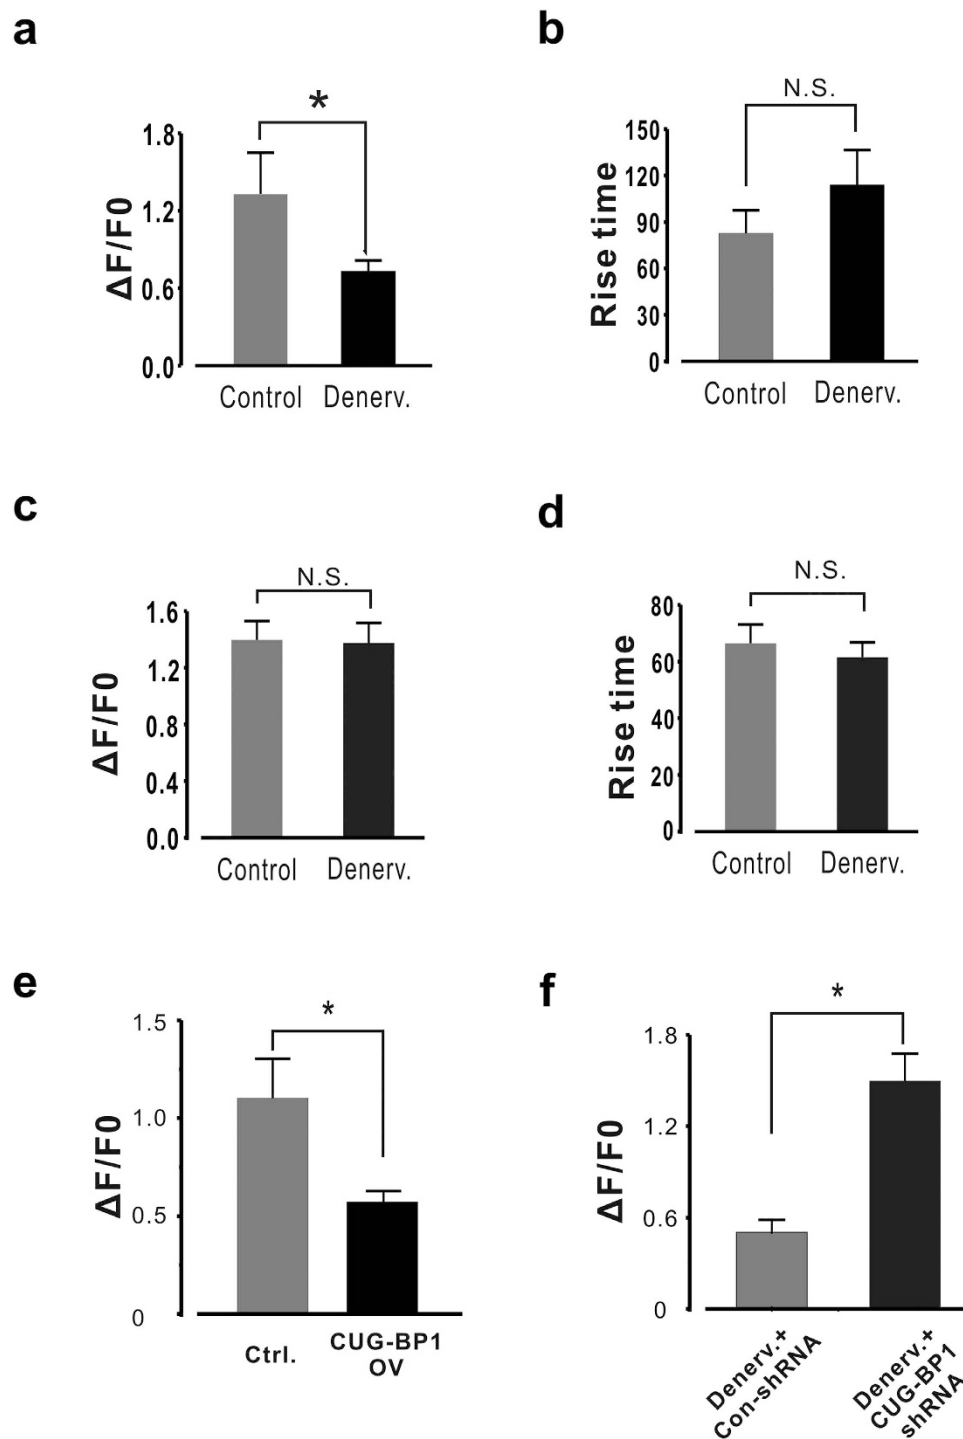 a
*
1.8
1.2
0.6
0.0
ΔF/F0
Control Denerv.
b
N.S.
150
120
90
60
30
0
Rise time
Control Denerv.
c
N.S.
1.6
1.2
0.8
0.4
0.0
ΔF/F0
Control Denerv.
d
N.S.
80
60
40
20
0
Rise time
Control Denerv.
e
*
1.5
1.0
0.5
0
ΔF/F0
Ctrl.
CUG-BP1
OV
f
*
1.8
1.2
0.6
0
ΔF/F0
Denerv.+
Con-shRNA
Denerv.+
CUG-BP1
shRNA